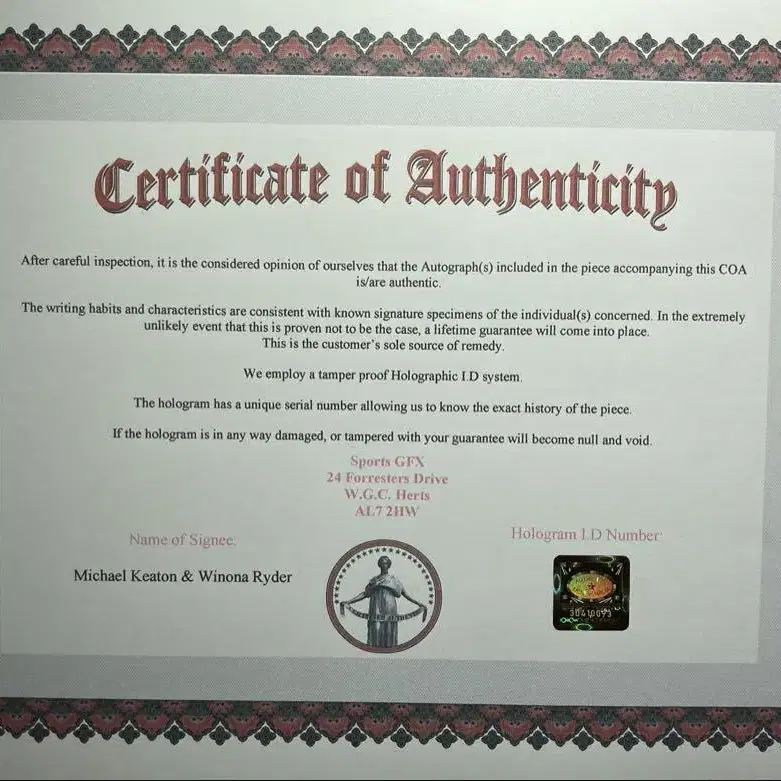 Certificate of Authenticity
After careful inspection, it is the considered opinion of ourselves that the Autograph(s) included in the piece accompanying this COA
is/are authentic.
The writing habits and characteristics are consistent with known signature specimens of the individual(s) concerned. In the extremely
unlikely event that this is proven not to be the case, a lifetime guarantee will come into place.
This is the customer's sole source of remedy.
We employ a tamper proof Holographic I.D system.
The hologram has a unique serial number allowing us to know the exact history of the piece.
If the hologram is in any way damaged, or tampered with your guarantee will become null and void.
Sports GFX
24 Forresters Drive
W.G.C. Herts
AL7 2HW
Name of Signee:
Michael Keaton & Winona Ryder
Hologram I.D Number: